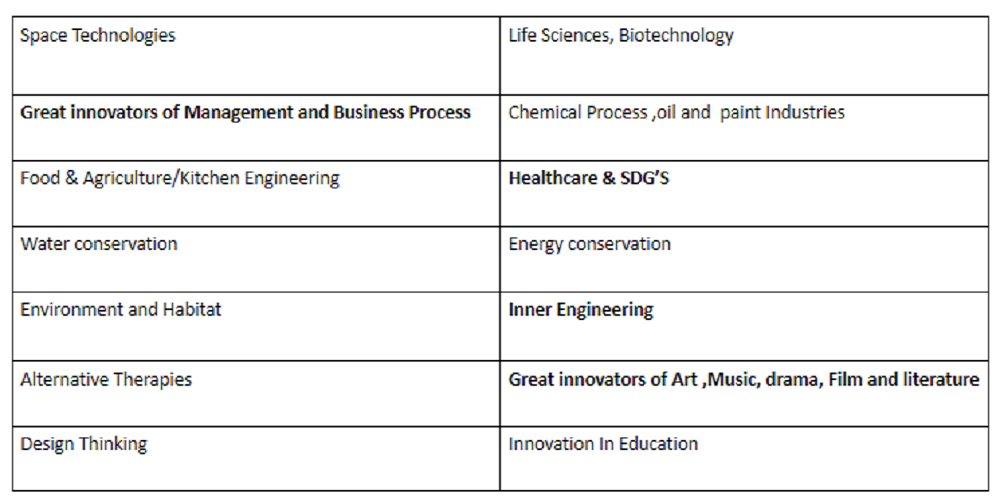 Space Technologies
Life Sciences, Biotechnology
Great innovators of Management and Business Process
Chemical Process ,oil and paint Industries
Food & Agriculture/Kitchen Engineering
Healthcare & SDG’S
Water conservation
Energy conservation
Environment and Habitat
Inner Engineering
Alternative Therapies
Great innovators of Art ,Music, drama, Film and literature
Design Thinking
Innovation In Education